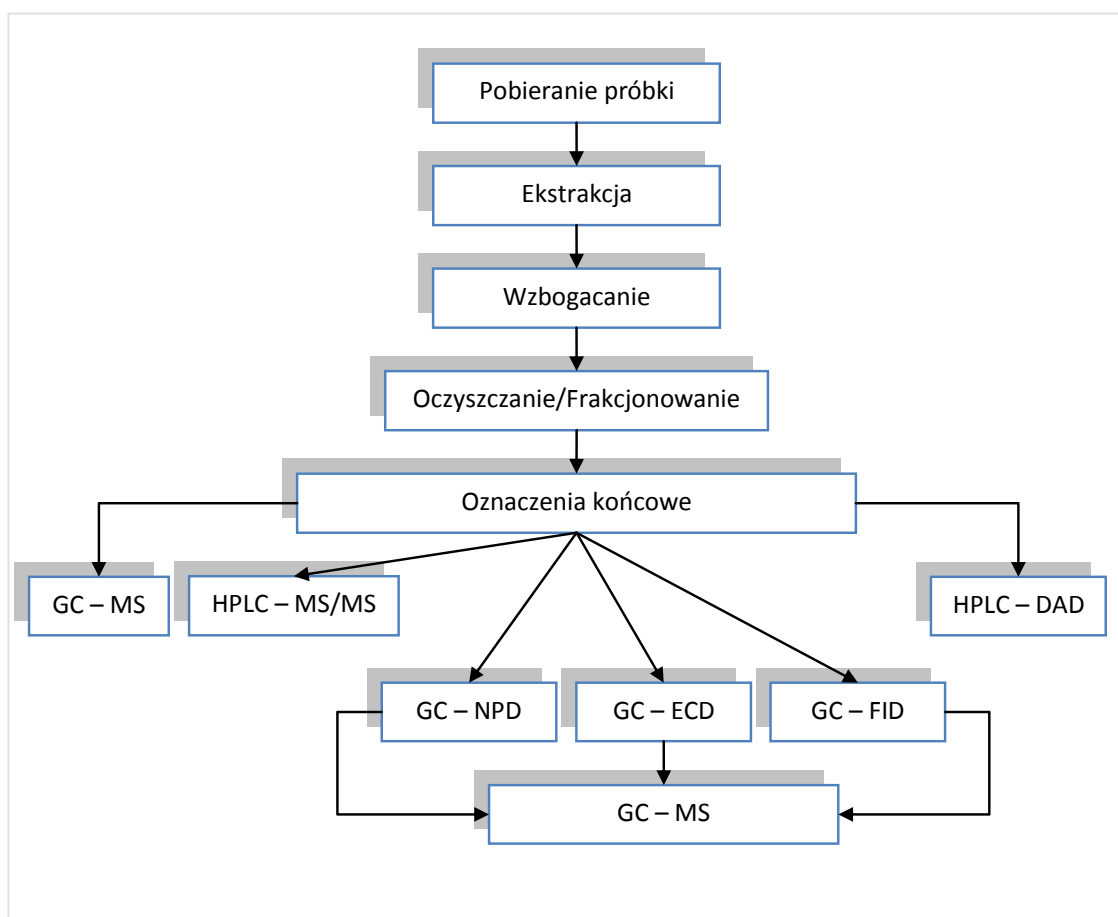 Pobieranie próbki
Ekstrakcja
Wzbogacanie
Oczyszczanie/Frakcjonowanie
Oznaczenia końcowe
GC – MS
HPLC – MS/MS
HPLC – DAD
GC – NPD
GC – ECD
GC – FID
GC – MS